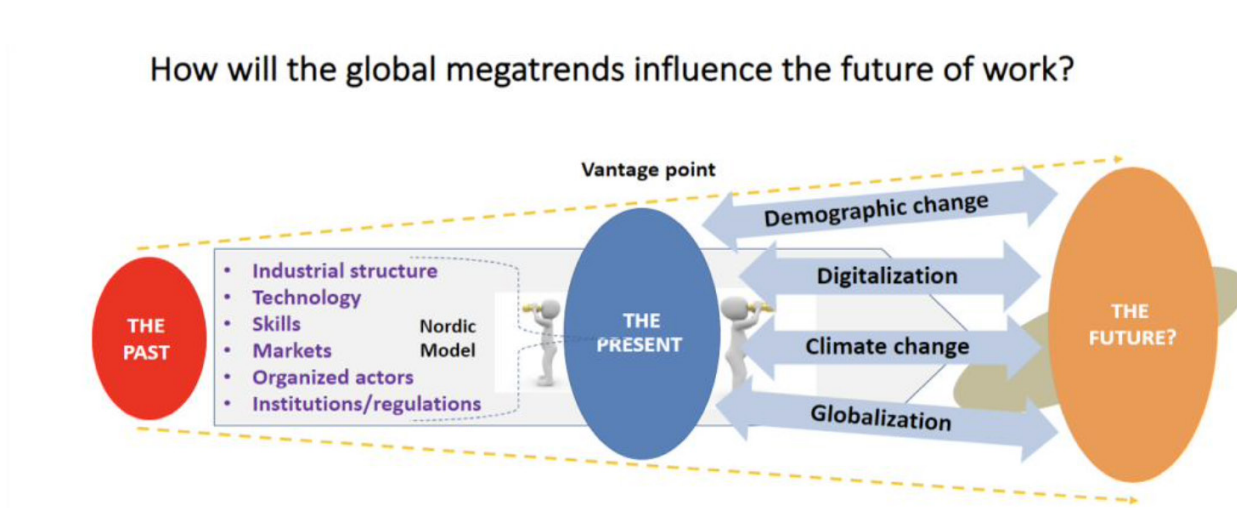 How will the global megatrends influence the future of work?
Vantage point
THE
PAST
• Industrial structure
• Technology
• Skills
• Markets
• Organized actors
• Institutions/regulations
Nordic
Model
THE
PRESENT
Demographic change
Digitalization
Climate change
Globalization
THE
FUTURE?